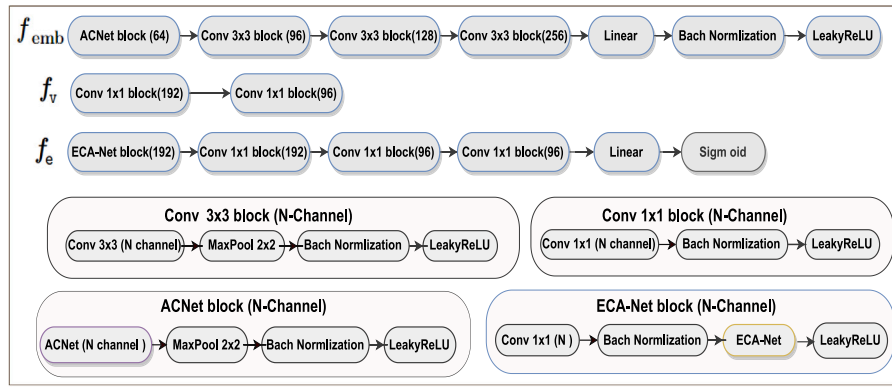 f emb ACNet block (64) Conv 3x3 block (96) Conv 3x3 block(128) Conv 3x3 block(256) Linear Bach Normlization LeakyReLU
f v Conv 1x1 block(192) Conv 1x1 block(96)
f e ECA-Net block(192) Conv 1x1 block(192) Conv 1x1 block(96) Conv 1x1 block(96) Linear Sigm oid
Conv 3x3 block (N-Channel)
Conv 3x3 (N channel) MaxPool 2x2 Bach Normlization LeakyReLU
Conv 1x1 block (N-Channel)
Conv 1x1 (N channel) Bach Normlization LeakyReLU
ACNet block (N-Channel)
ACNet (N channel ) MaxPool 2x2 Bach Normlization LeakyReLU
ECA-Net block (N-Channel)
Conv 1x1 (N ) Bach Normlization ECA-Net LeakyReLU